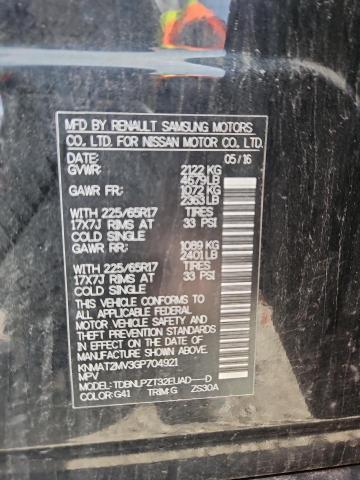 MFD BY RENAULT SAMSUNG MOTORS
CO., LTD. FOR NISSAN MOTOR CO., LTD.
DATE: 05/16
GVWR: 2122 KG
4679 LB
GAWR FR: 1072 KG
2363 LB
WITH 225/65R17 TIRES
17X7J RIMS AT 33 PSI
COLD SINGLE
GAWR RR: 1089 KG
2401 LB
WITH 225/65R17 TIRES
17X7J RIMS AT 33 PSI
COLD SINGLE
THIS VEHICLE CONFORMS TO
ALL APPLICABLE FEDERAL
MOTOR VEHICLE SAFETY AND
THEFT PREVENTION STANDARDS
IN EFFECT ON THE DATE OF
MANUFACTURE SHOWN ABOVE.
KNMAT2MV3GP704921
MPV
MODEL: TDBNLPZT32EUAD----D
COLOR: G41 TRIM: G ZS30A